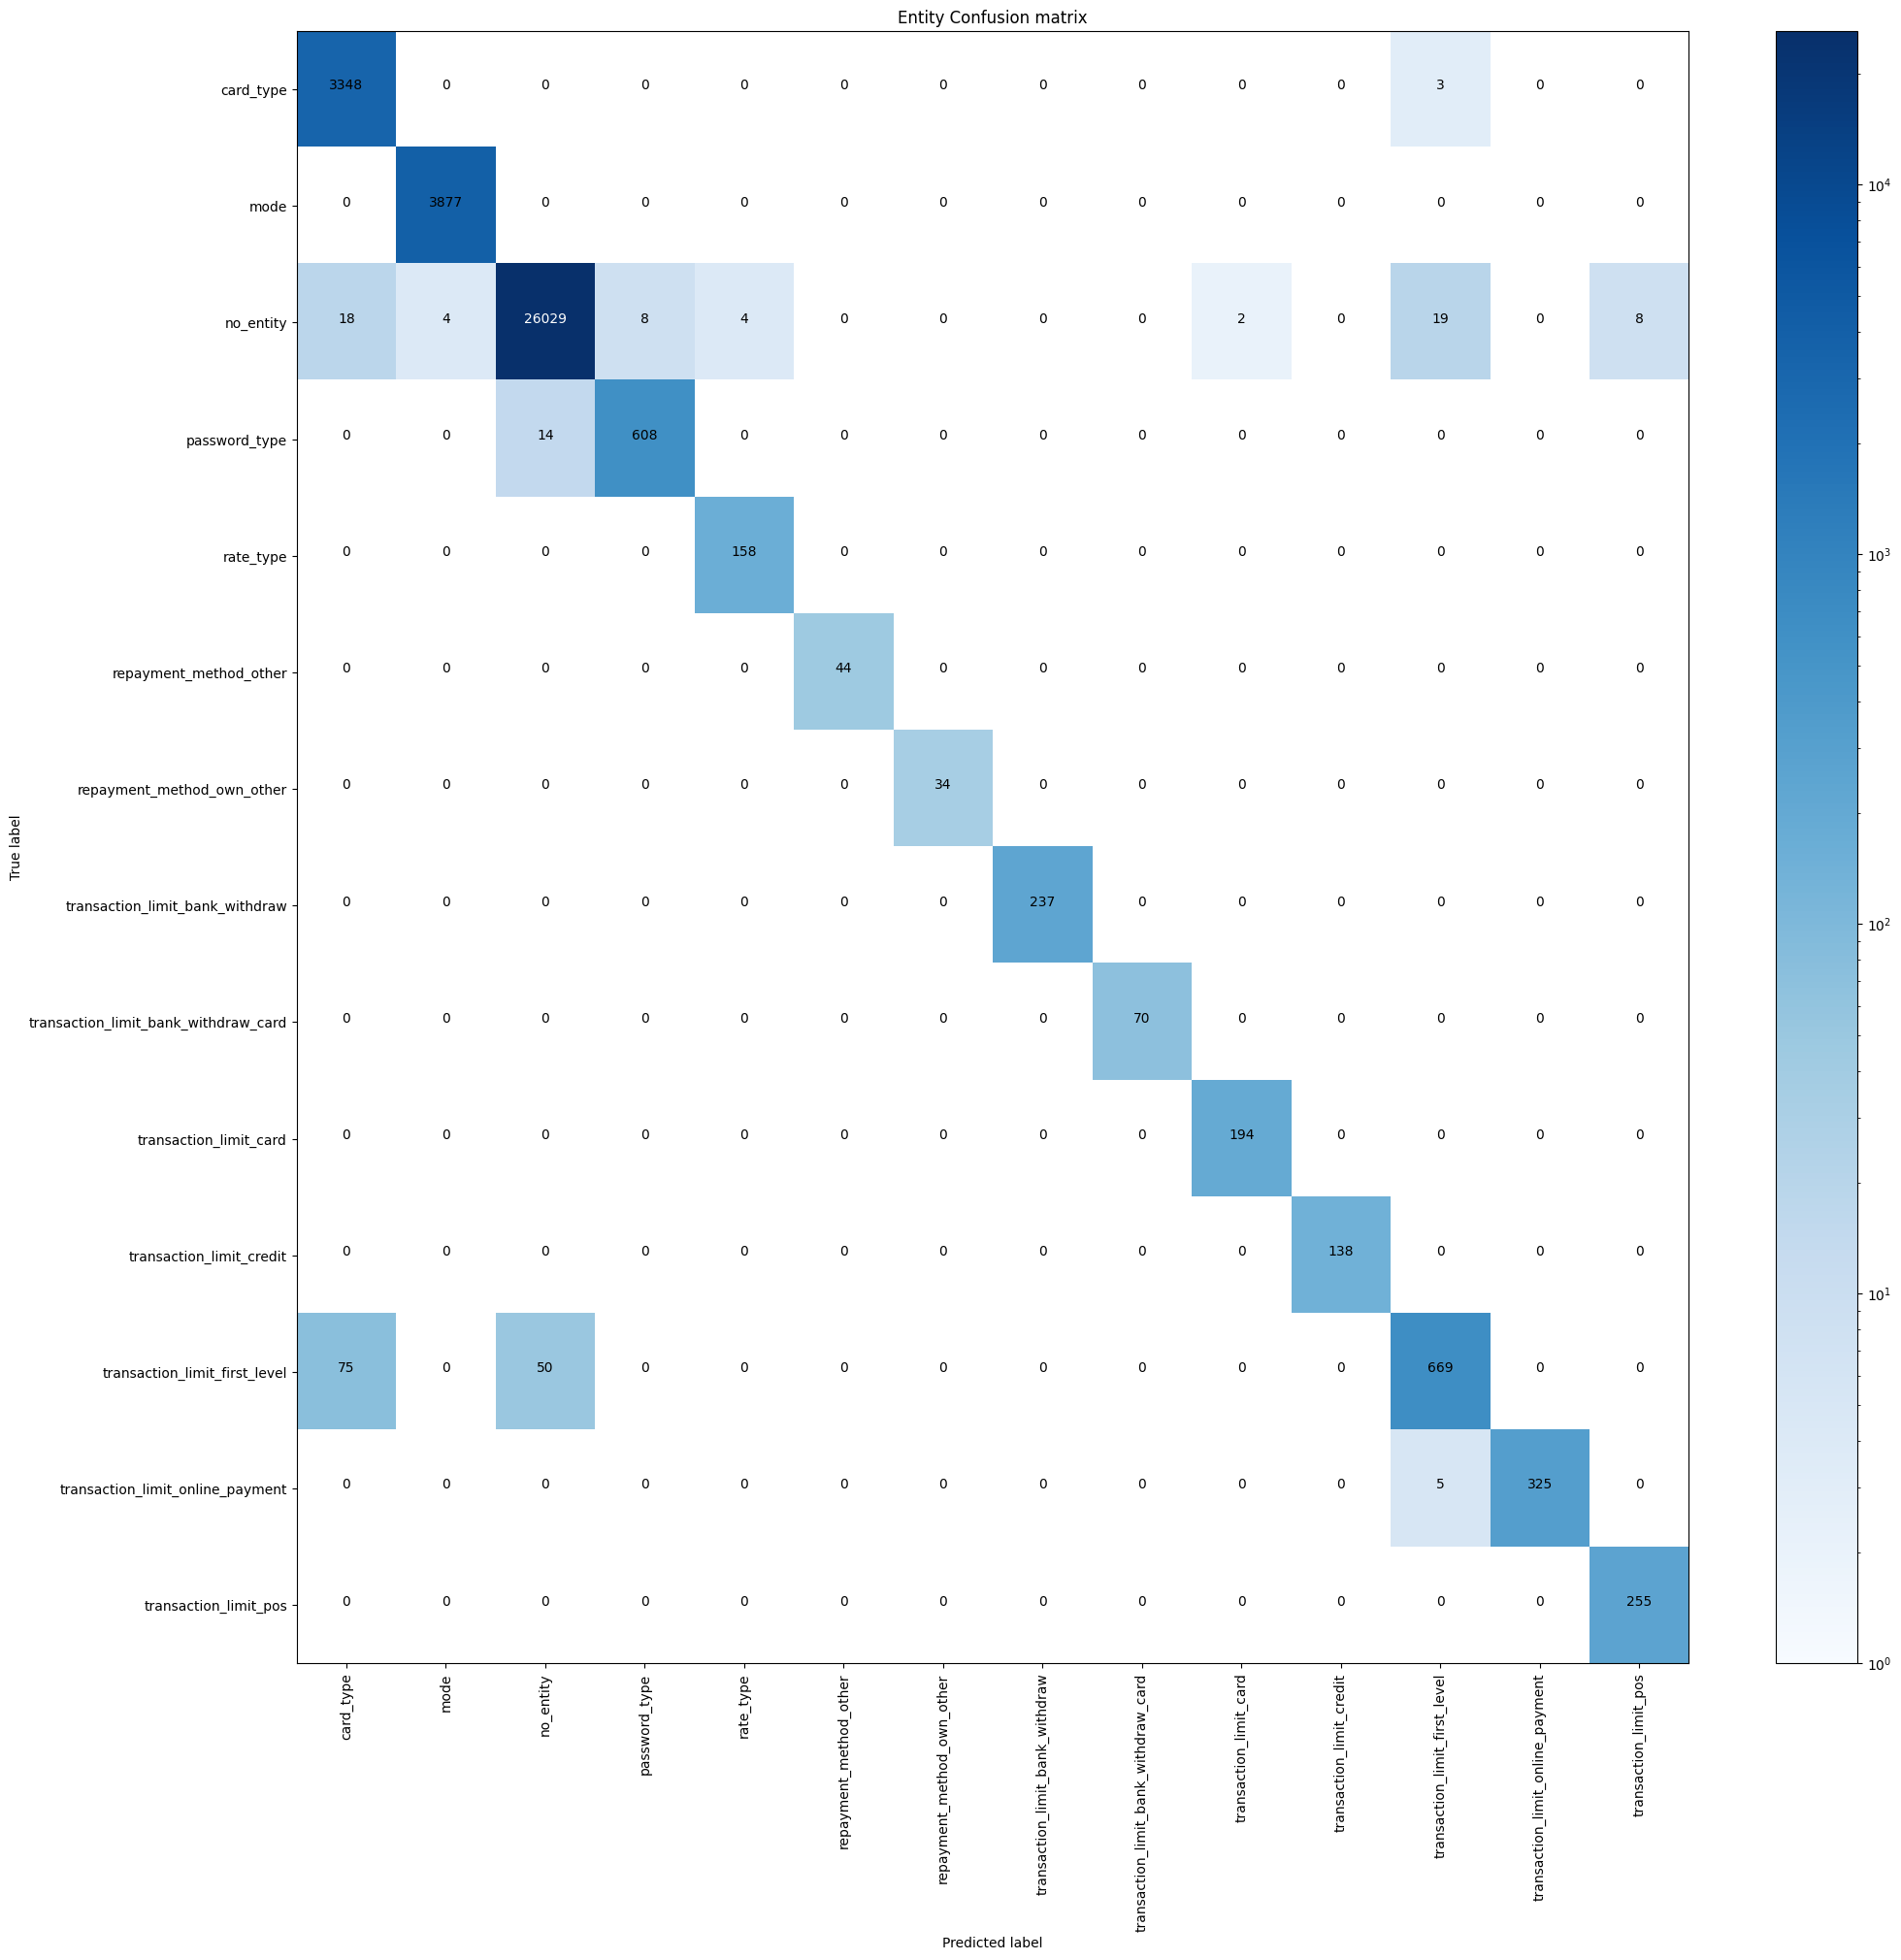 Entity Confusion matrix
card_type 3348 0 0 0 0 0 0 0 0 0 0 3 0 0
mode 0 3877 0 0 0 0 0 0 0 0 0 0 0 0
no_entity 18 4 26029 8 4 0 0 0 0 2 0 19 0 8
password_type 0 0 14 608 0 0 0 0 0 0 0 0 0 0
rate_type 0 0 0 0 158 0 0 0 0 0 0 0 0 0
repayment_method_other 0 0 0 0 0 44 0 0 0 0 0 0 0 0
repayment_method_own_other 0 0 0 0 0 0 34 0 0 0 0 0 0 0
transaction_limit_bank_withdraw 0 0 0 0 0 0 0 237 0 0 0 0 0 0
transaction_limit_bank_withdraw_card 0 0 0 0 0 0 0 0 70 0 0 0 0 0
transaction_limit_card 0 0 0 0 0 0 0 0 0 194 0 0 0 0
transaction_limit_credit 0 0 0 0 0 0 0 0 0 0 138 0 0 0
transaction_limit_first_level 75 0 50 0 0 0 0 0 0 0 0 669 0 0
transaction_limit_online_payment 0 0 0 0 0 0 0 0 0 0 0 5 325 0
transaction_limit_pos 0 0 0 0 0 0 0 0 0 0 0 0 0 255
True label
card_type
mode
no_entity
password_type
rate_type
repayment_method_other
repayment_method_own_other
transaction_limit_bank_withdraw
transaction_limit_bank_withdraw_card
transaction_limit_card
transaction_limit_credit
transaction_limit_first_level
transaction_limit_online_payment
transaction_limit_pos
Predicted label
10⁴
10³
10²
10¹
10⁰